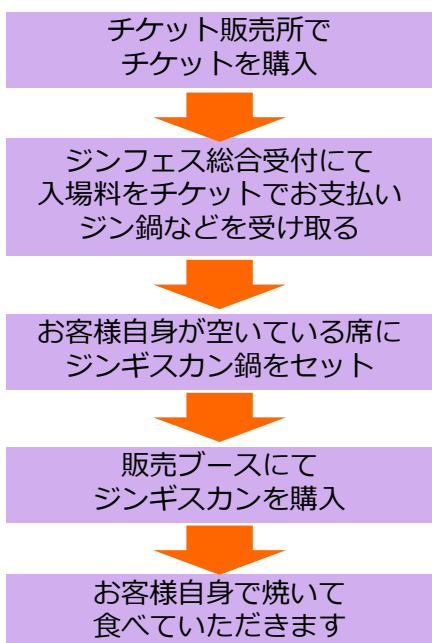 チケット販売所で
チケットを購入
ジンフェス総合受付にて
入場料をチケットでお支払い
ジン鍋などを受け取る
お客様自身が空いている席に
ジンギスカン鍋をセット
販売ブースにて
ジンギスカンを購入
お客様自身で焼いて
食べていただきます